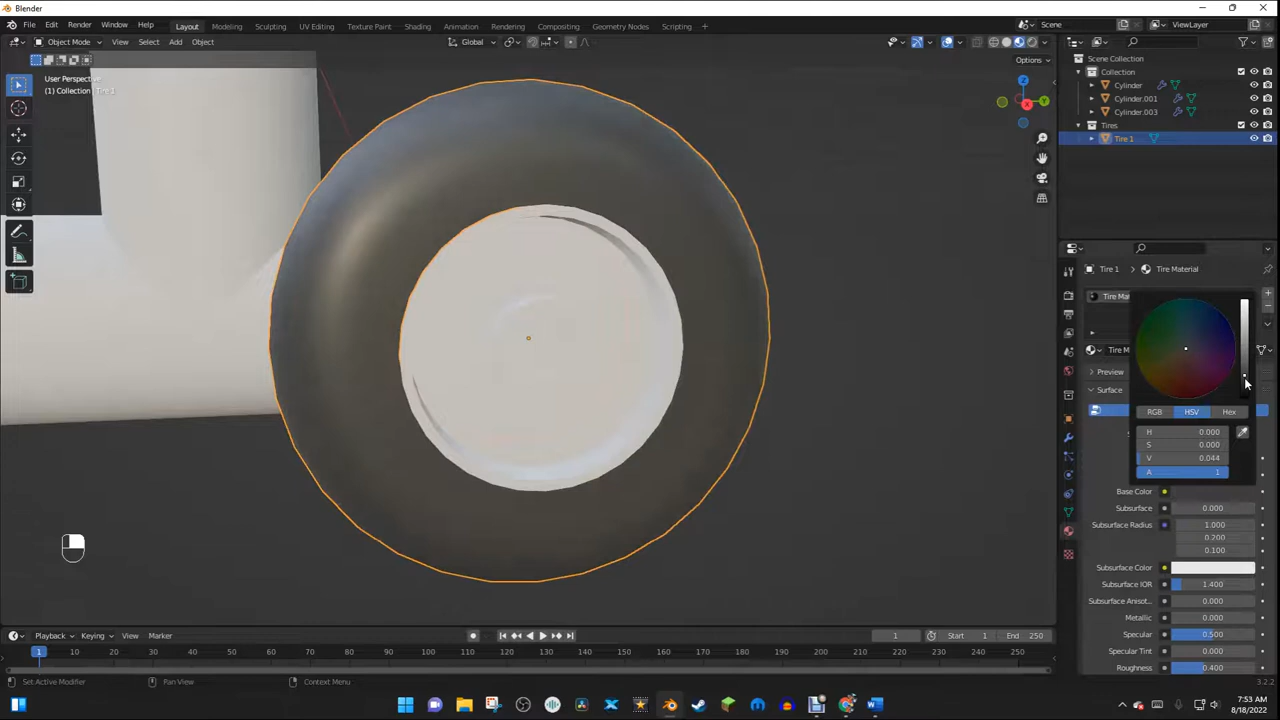 Blender
File Edit Render Window Help Layout Modeling Sculpting UV Editing Texture Paint Shading Animation Rendering Compositing Geometry Nodes Scripting + Scene ViewLayer
Object Mode View Select Add Object Global Options
User Perspective
(1) Collection | Tire 1
Z
Y
X
Scene Collection
Collection
Cylinder
Cylinder.001
Cylinder.003
Tires
Tire 1
Tire 1 > Tire Material
Tire Mat
Tire M
Preview
Surface
RGB HSV Hex
H 0.000
S 0.000
V 0.044
A 1
Base Color
Subsurface 0.000
Subsurface Radius 1.000
0.200
0.100
Subsurface Color
Subsurface IOR 1.400
Subsurface Anisot... 0.000
Metallic 0.000
Specular 0.500
Specular Tint 0.000
Roughness 0.400
Playback Keying View Marker 1 Start 1 End 250
1 10 20 30 40 50 60 70 80 90 100 110 120 130 140 150 160 170 180 190 200 210 220 230 240 250
Set Active Modifier Pan View Context Menu 3.2.2
7:53 AM
8/18/2022